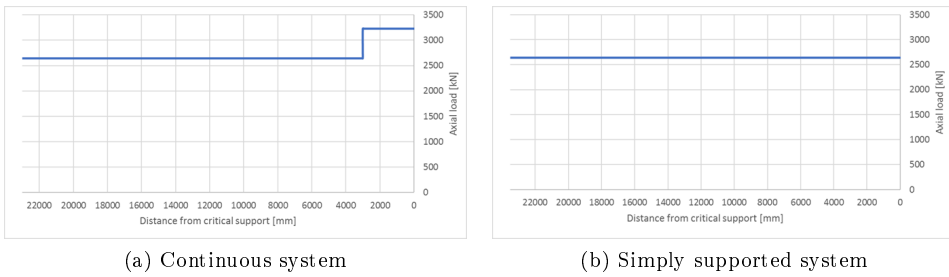 3500
3000
2500
2000
1500
1000
500
0
Axial load [kN]
22000 20000 18000 16000 14000 12000 10000 8000 6000 4000 2000 0
Distance from critical support [mm]
(a) Continuous system
3500
3000
2500
2000
1500
1000
500
0
Axial load [kN]
22000 20000 18000 16000 14000 12000 10000 8000 6000 4000 2000 0
Distance from critical support [mm]
(b) Simply supported system